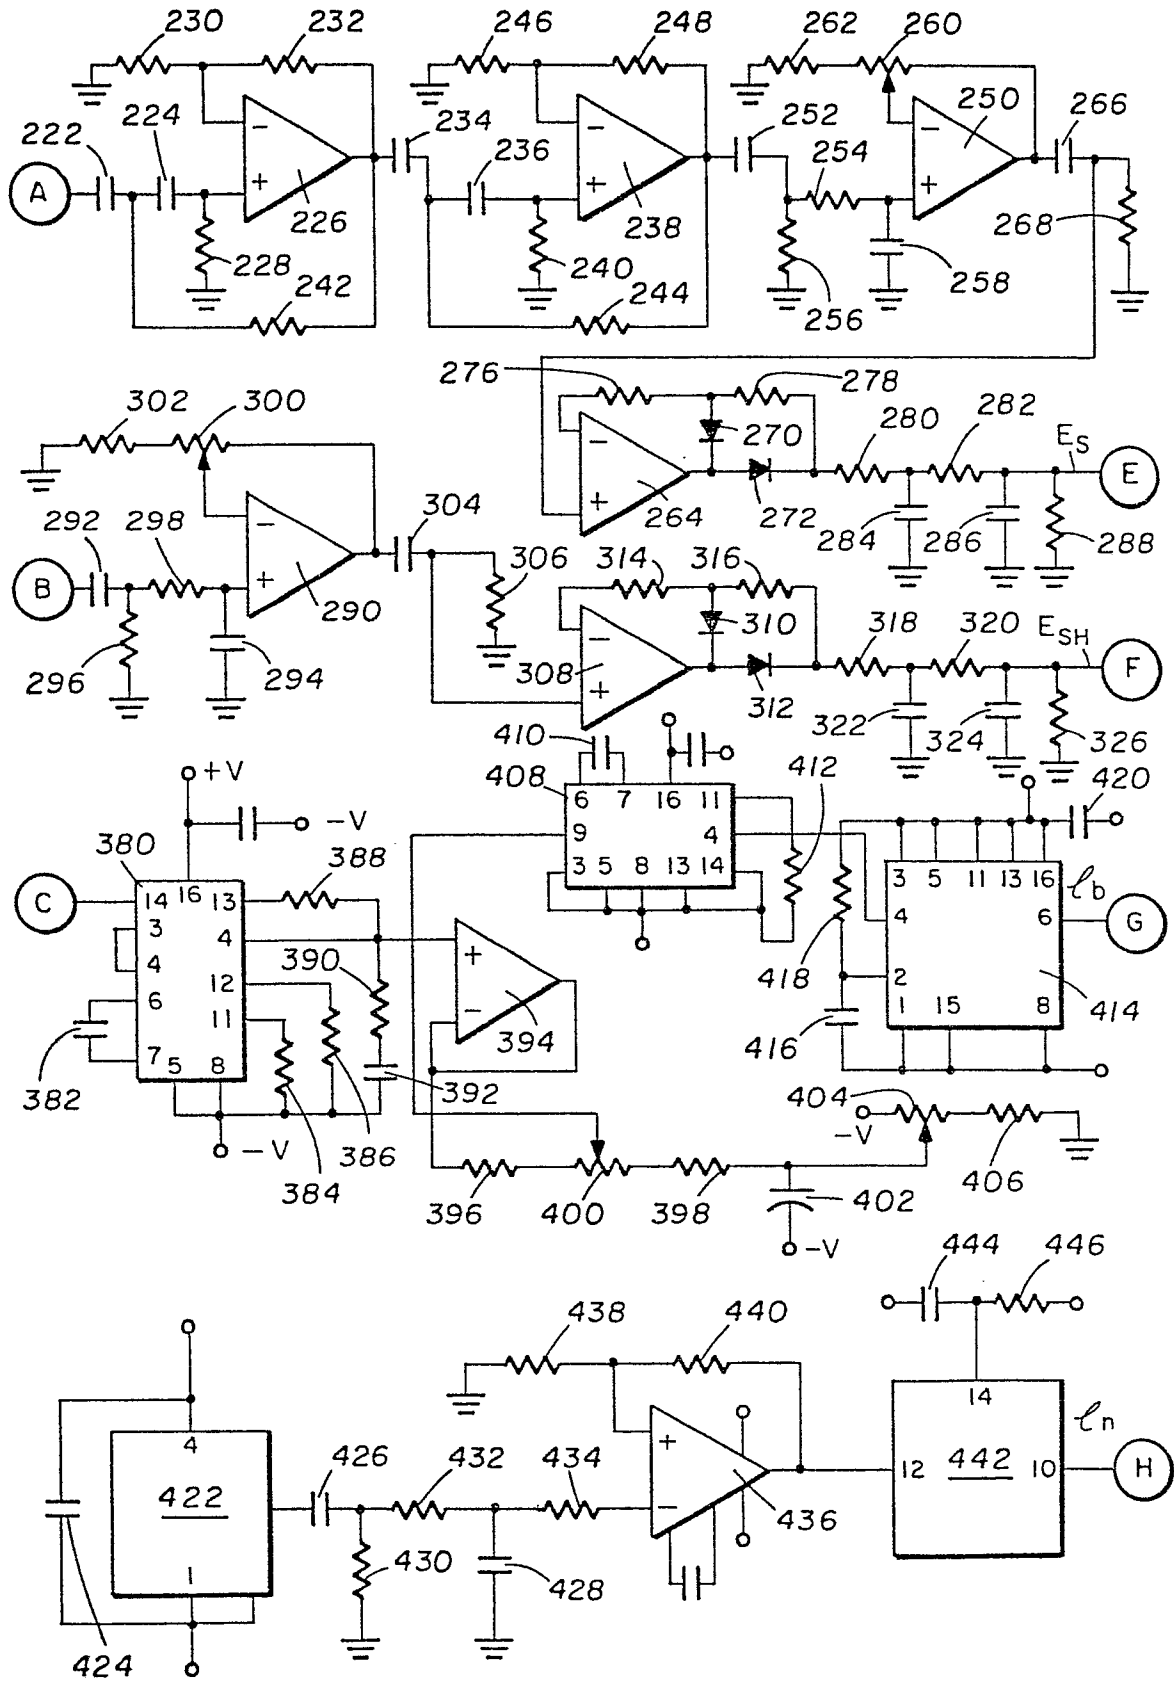 230 232 246 248 262 260
222 224 234 236 252 254 250 266
A − + − + − +
226 228 238 240 256 258 268
242 244
276 278
302 300 270 280 282 E_S
− + E
264 272 284 286 288
292 298 304 − +
B 290 306 314 316
296 294 310 318 320 E_SH
308 − + F
312 322 324 326
410
+V 408 412 420
6 7 16 11
−V 9 4
380 388 3 5 8 13 14
C 14 16 13 3 5 11 13 16 ℓb
3 4 4 6 G
4 12 390 + 418 2
6 11 − 394 1 15 8 414
382 7 5 8 392 416
−V 404
384 386 −V
396 400 398 402 406
−V
444 446
438 440
14 ℓn
4 426 432 434 + 12 442 10 H
422 − 436
1 430 428
424